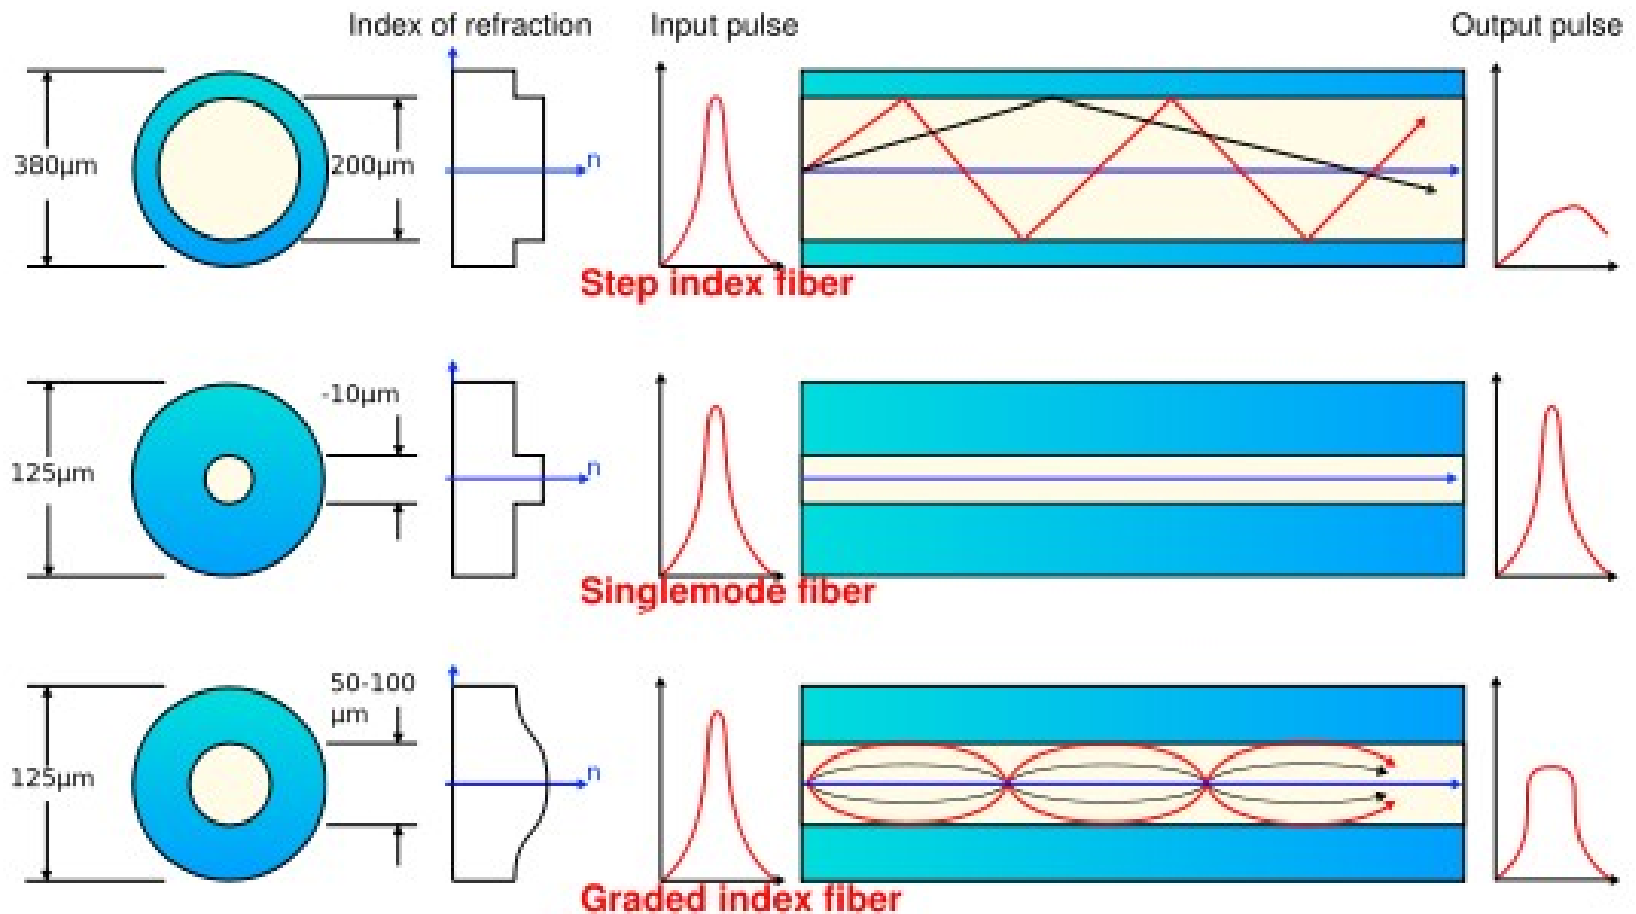 Index of refraction
Input pulse
Output pulse
380μm
200μm
n
Step index fiber
-10μm
125μm
n
Singlemode fiber
50-100
μm
125μm
n
Graded index fiber